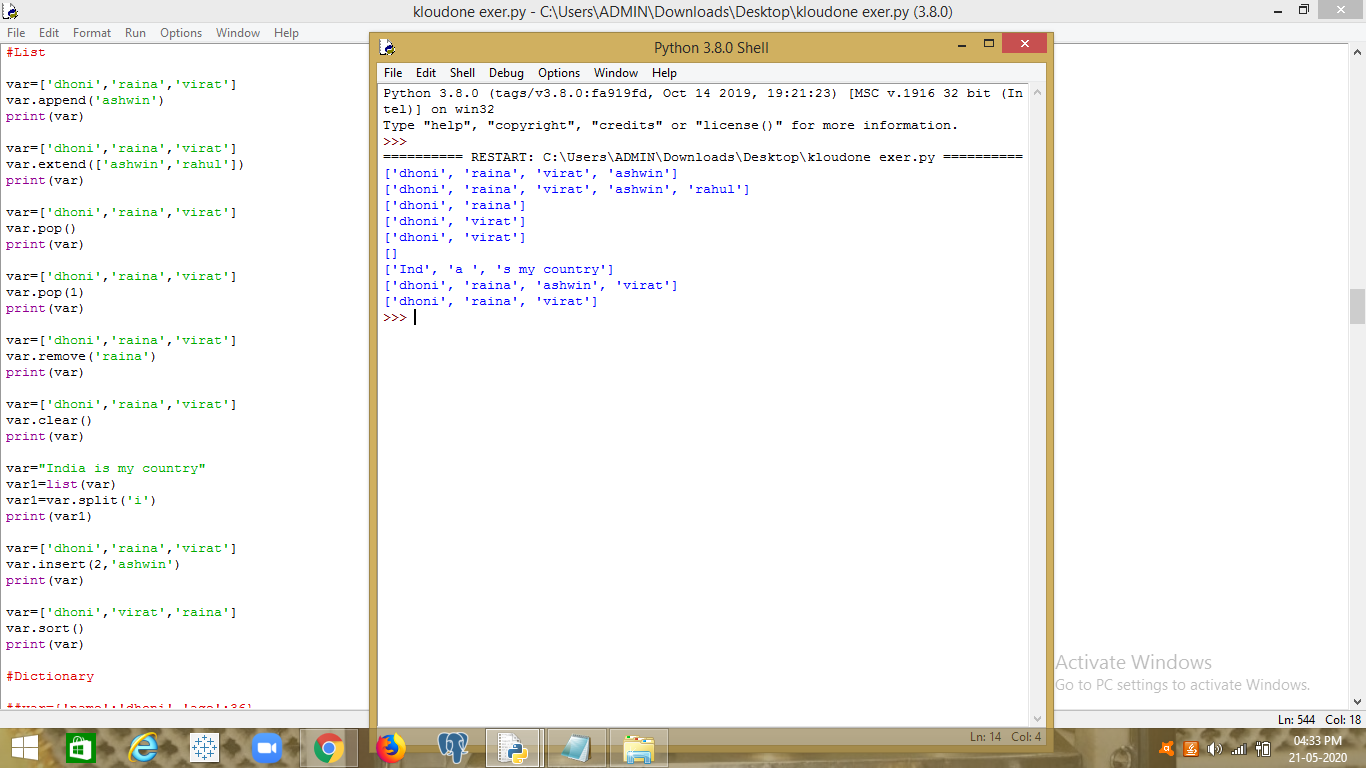 kloudone exer.py - C:\Users\ADMIN\Downloads\Desktop\kloudone exer.py (3.8.0)
File Edit Format Run Options Window Help
#List
var=['dhoni','raina','virat']
var.append('ashwin')
print(var)
var=['dhoni','raina','virat']
var.extend(['ashwin','rahul'])
print(var)
var=['dhoni','raina','virat']
var.pop()
print(var)
var=['dhoni','raina','virat']
var.pop(1)
print(var)
var=['dhoni','raina','virat']
var.remove('raina')
print(var)
var=['dhoni','raina','virat']
var.clear()
print(var)
var="India is my country"
var1=list(var)
var1=var.split('i')
print(var1)
var=['dhoni','raina','virat']
var.insert(2,'ashwin')
print(var)
var=['dhoni','virat','raina']
var.sort()
print(var)
#Dictionary
##var={'name':'dhoni','age':36}
Python 3.8.0 Shell
File Edit Shell Debug Options Window Help
Python 3.8.0 (tags/v3.8.0:fa919fd, Oct 14 2019, 19:21:23) [MSC v.1916 32 bit (In
tel)] on win32
Type "help", "copyright", "credits" or "license()" for more information.
>>>
========== RESTART: C:\Users\ADMIN\Downloads\Desktop\kloudone exer.py ==========
['dhoni', 'raina', 'virat', 'ashwin']
['dhoni', 'raina', 'virat', 'ashwin', 'rahul']
['dhoni', 'raina']
['dhoni', 'virat']
['dhoni', 'virat']
[]
['Ind', 'a ', 's my country']
['dhoni', 'raina', 'ashwin', 'virat']
['dhoni', 'raina', 'virat']
>>>
Ln: 14 Col: 4
Activate Windows
Go to PC settings to activate Windows.
Ln: 544 Col: 18
04:33 PM
21-05-2020